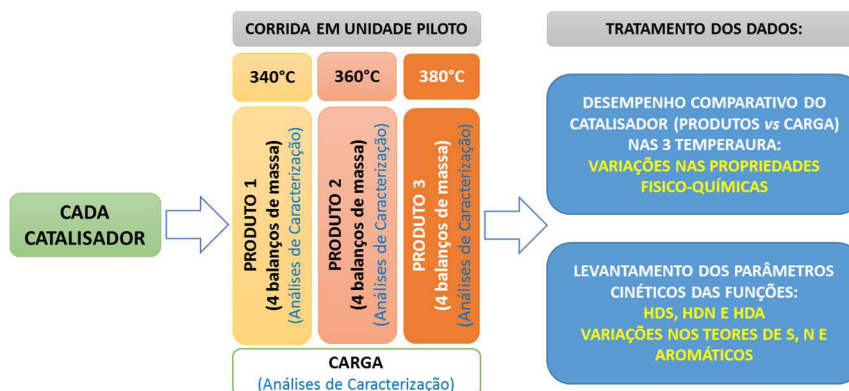 CORRIDA EM UNIDADE PILOTO
TRATAMENTO DOS DADOS:
340°C
360°C
380°C
CADA
CATALISADOR
PRODUTO 1
(4 balanços de massa)
(Análises de Caracterização)
PRODUTO 2
(4 balanços de massa)
(Análises de Caracterização)
PRODUTO 3
(4 balanços de massa)
(Análises de Caracterização)
CARGA
(Análises de Caracterização)
DESEMPENHO COMPARATIVO DO
CATALISADOR (PRODUTOS vs CARGA)
NAS 3 TEMPERAURA:
VARIAÇÕES NAS PROPRIEDADES
FISICO-QUÍMICAS
LEVANTAMENTO DOS PARÂMETROS
CINÉTICOS DAS FUNÇÕES:
HDS, HDN E HDA
VARIAÇÕES NOS TEORES DE S, N E
AROMÁTICOS